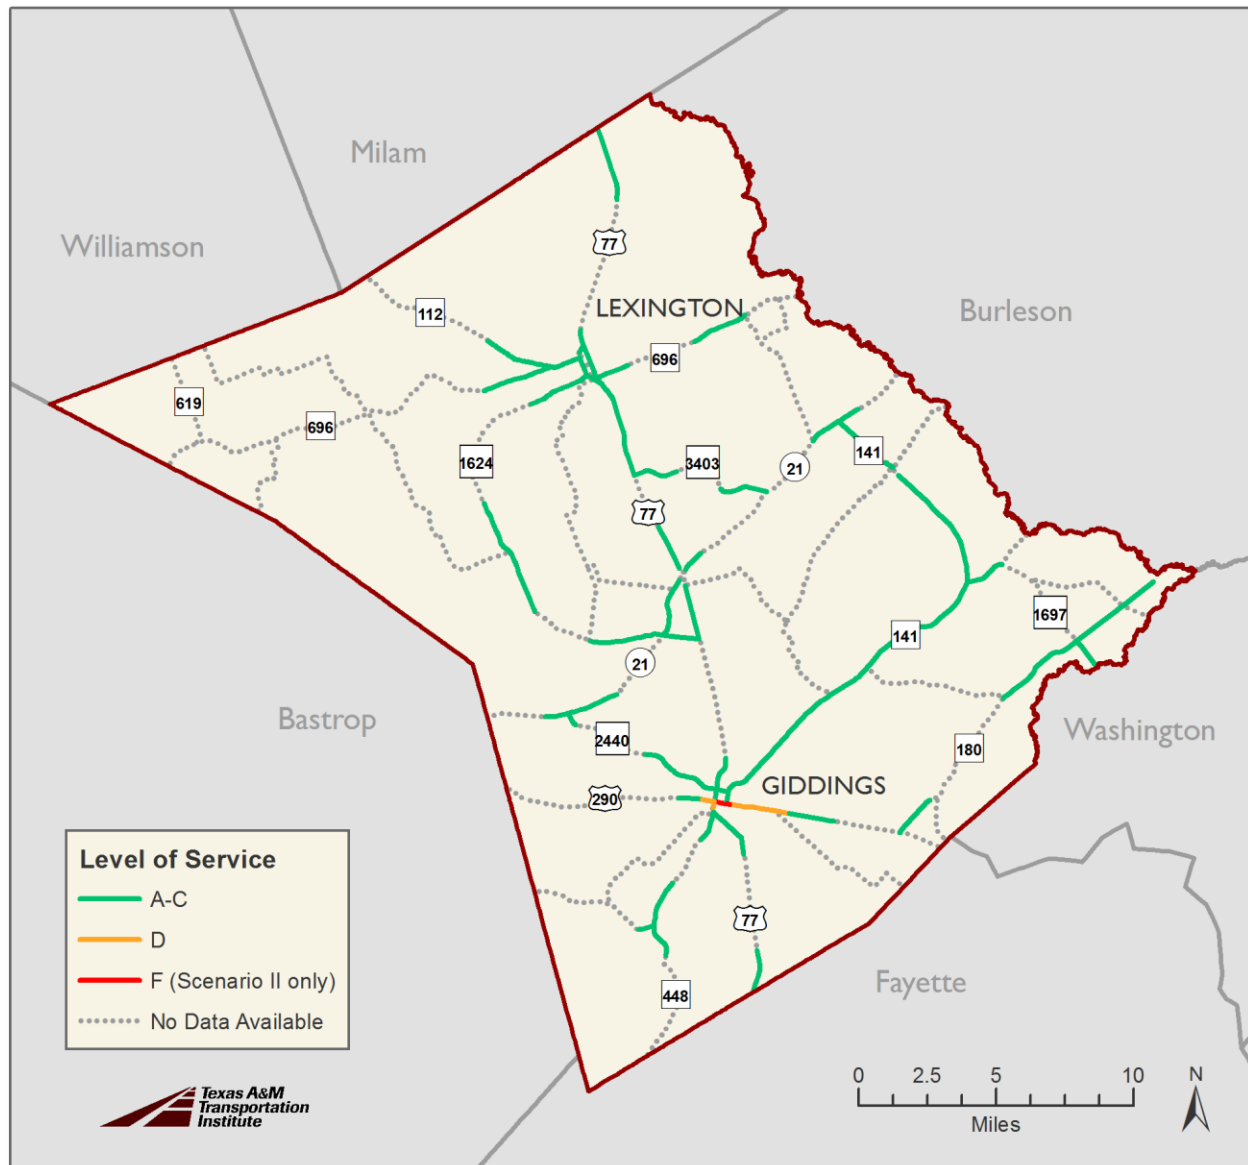 Milam
Williamson
77
LEXINGTON
Burleson
112
696
619
696
1624
3403
21
141
77
1697
141
21
Bastrop
2440
Washington
180
290
GIDDINGS
Level of Service
A-C
D
F (Scenario II only)
No Data Available
77
448
Fayette
0 2.5 5 10
Miles
N
Texas A&M
Transportation
Institute